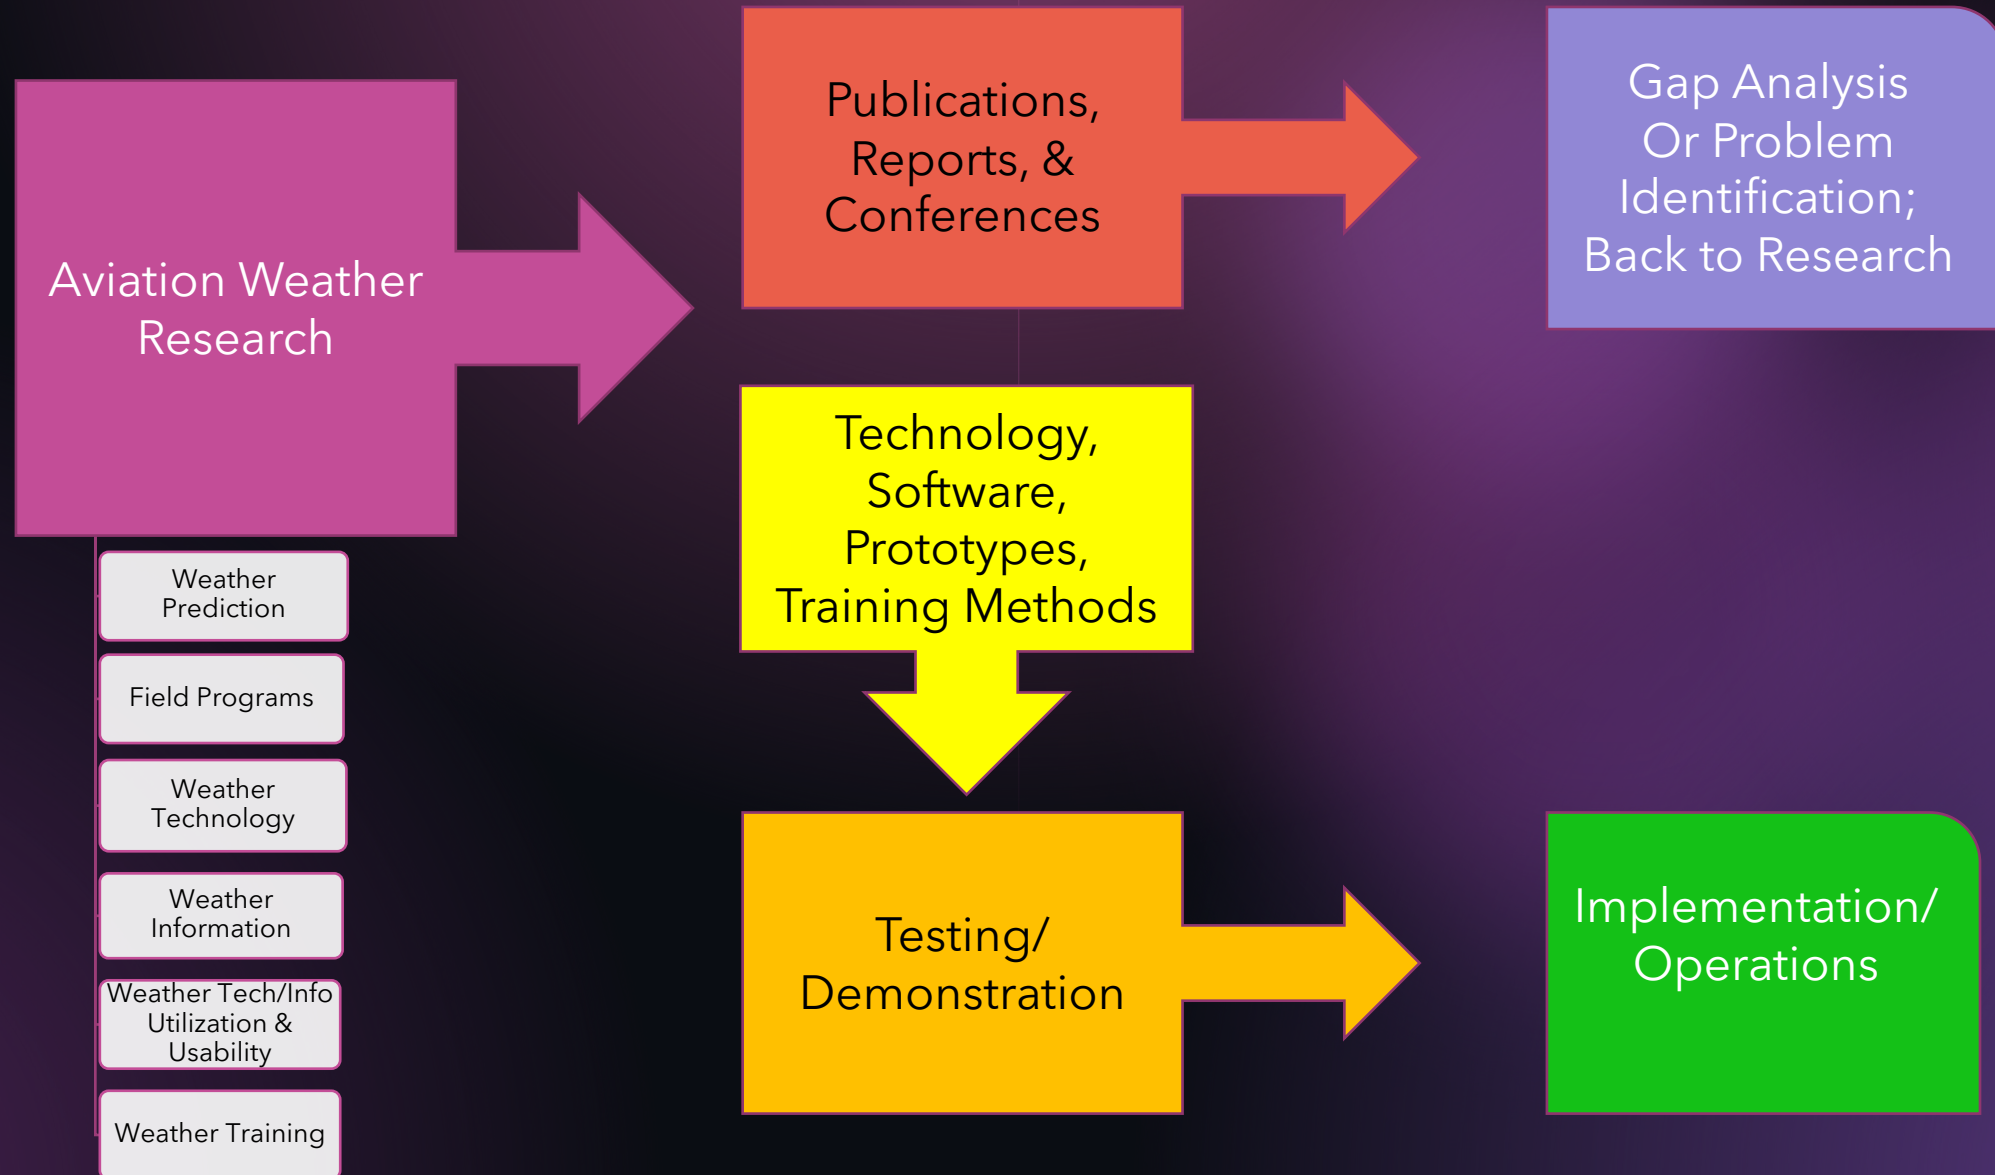 Aviation Weather
Research
Weather
Prediction
Field Programs
Weather
Technology
Weather
Information
Weather Tech/Info
Utilization &
Usability
Weather Training
Publications,
Reports, &
Conferences
Gap Analysis
Or Problem
Identification;
Back to Research
Technology,
Software,
Prototypes,
Training Methods
Testing/
Demonstration
Implementation/
Operations